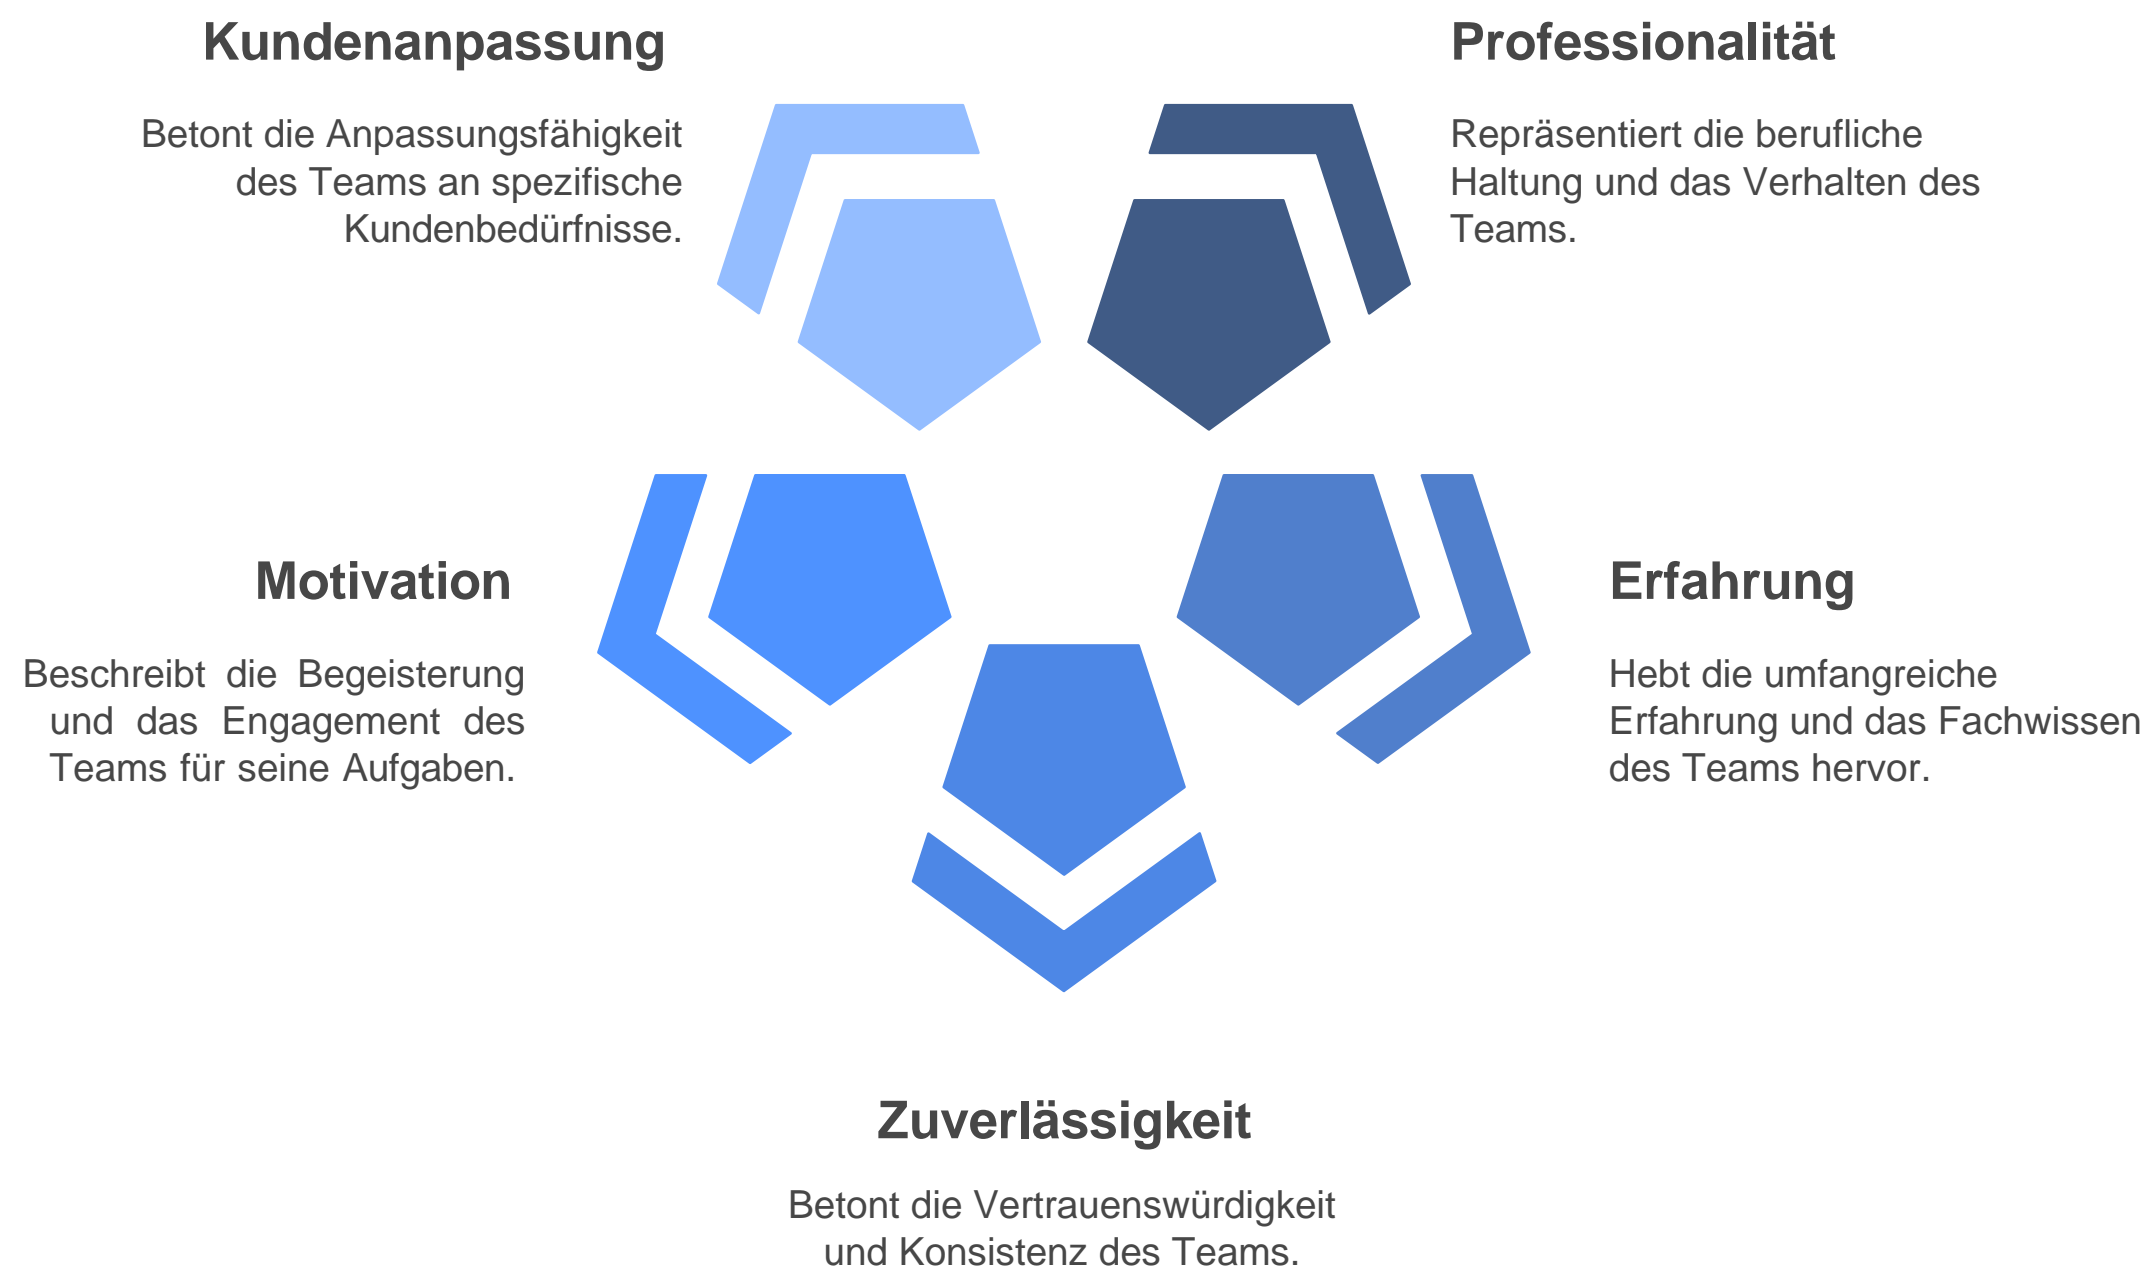 Kundenanpassung
Betont die Anpassungsfähigkeit
des Teams an spezifische
Kundenbedürfnisse.
Professionalität
Repräsentiert die berufliche
Haltung und das Verhalten des
Teams.
Motivation
Beschreibt die Begeisterung
und das Engagement des
Teams für seine Aufgaben.
Erfahrung
Hebt die umfangreiche
Erfahrung und das Fachwissen
des Teams hervor.
Zuverlässigkeit
Betont die Vertrauenswürdigkeit
und Konsistenz des Teams.